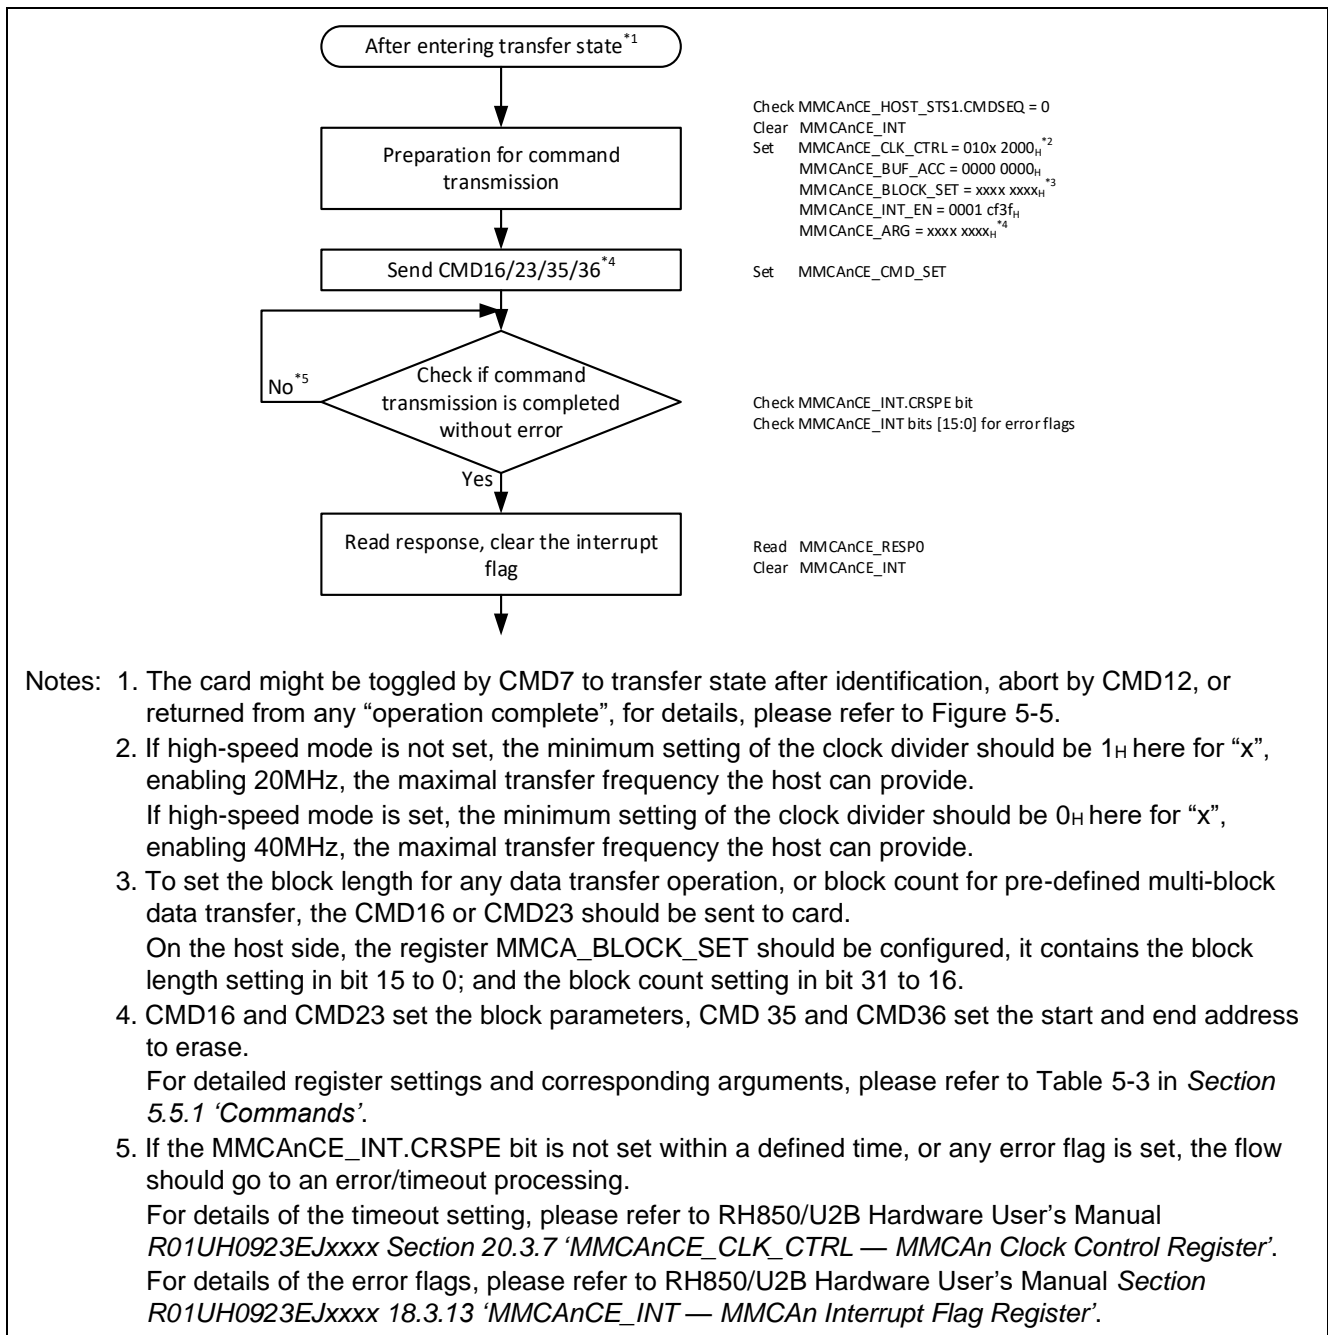 After entering transfer state*1
Check MMCAnCE_HOST_STS1.CMDSEQ = 0
Clear MMCAnCE_INT
Set MMCAnCE_CLK_CTRL = 010x 2000H*2
MMCAnCE_BUF_ACC = 0000 0000H
MMCAnCE_BLOCK_SET = xxxx xxxxH*3
MMCAnCE_INT_EN = 0001 cf3fH
MMCAnCE_ARG = xxxx xxxxH*4
Preparation for command
transmission
Send CMD16/23/35/36*4
Set MMCAnCE_CMD_SET
No*5
Check if command
transmission is completed
without error
Check MMCAnCE_INT.CRSPE bit
Check MMCAnCE_INT bits [15:0] for error flags
Yes
Read response, clear the interrupt
flag
Read MMCAnCE_RESP0
Clear MMCAnCE_INT
Notes: 1. The card might be toggled by CMD7 to transfer state after identification, abort by CMD12, or
returned from any “operation complete”, for details, please refer to Figure 5-5.
2. If high-speed mode is not set, the minimum setting of the clock divider should be 1H here for “x”,
enabling 20MHz, the maximal transfer frequency the host can provide.
If high-speed mode is set, the minimum setting of the clock divider should be 0H here for “x”,
enabling 40MHz, the maximal transfer frequency the host can provide.
3. To set the block length for any data transfer operation, or block count for pre-defined multi-block
data transfer, the CMD16 or CMD23 should be sent to card.
On the host side, the register MMCA_BLOCK_SET should be configured, it contains the block
length setting in bit 15 to 0; and the block count setting in bit 31 to 16.
4. CMD16 and CMD23 set the block parameters, CMD 35 and CMD36 set the start and end address
to erase.
For detailed register settings and corresponding arguments, please refer to Table 5-3 in Section
5.5.1 ‘Commands’.
5. If the MMCAnCE_INT.CRSPE bit is not set within a defined time, or any error flag is set, the flow
should go to an error/timeout processing.
For details of the timeout setting, please refer to RH850/U2B Hardware User’s Manual
R01UH0923EJxxxx Section 20.3.7 ‘MMCAnCE_CLK_CTRL — MMCAn Clock Control Register’.
For details of the error flags, please refer to RH850/U2B Hardware User’s Manual Section
R01UH0923EJxxxx 18.3.13 ‘MMCAnCE_INT — MMCAn Interrupt Flag Register’.